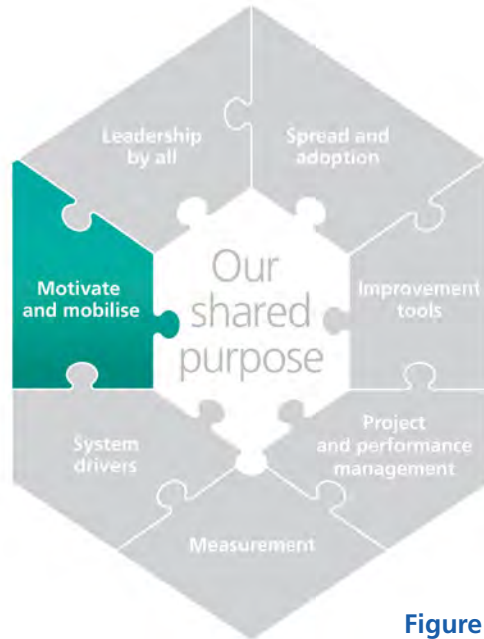 Leadership
by all
Spread and
adoption
Motivate
and mobilise
Our
shared
purpose
Improvement
tools
System
drivers
Project
and performance
management
Measurement
Figure